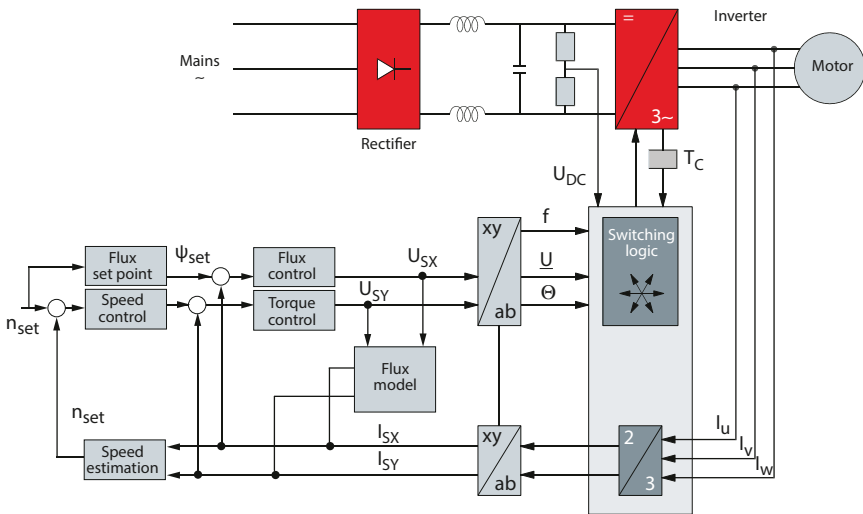 Inverter
=
Mains
~
Motor
3~
Rectifier
U_DC
T_C
xy
f
Switching
logic
Flux
set point
ψ_set
Flux
control
U_SX
U
Speed
control
Torque
control
U_SY
Θ
ab
n_set
Flux
model
n_set
I_SX
xy
2
I_u
I_v
I_w
Speed
estimation
I_SY
ab
3